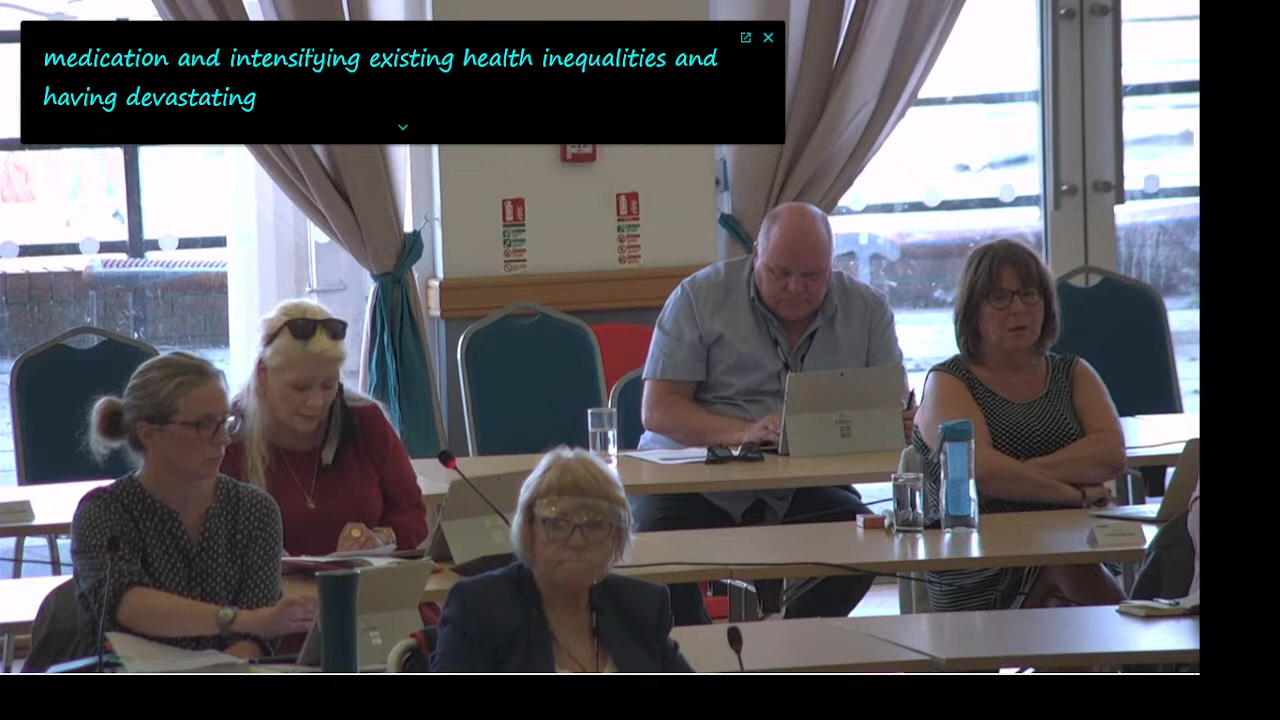 medication and intensifying existing health inequalities and
having devastating